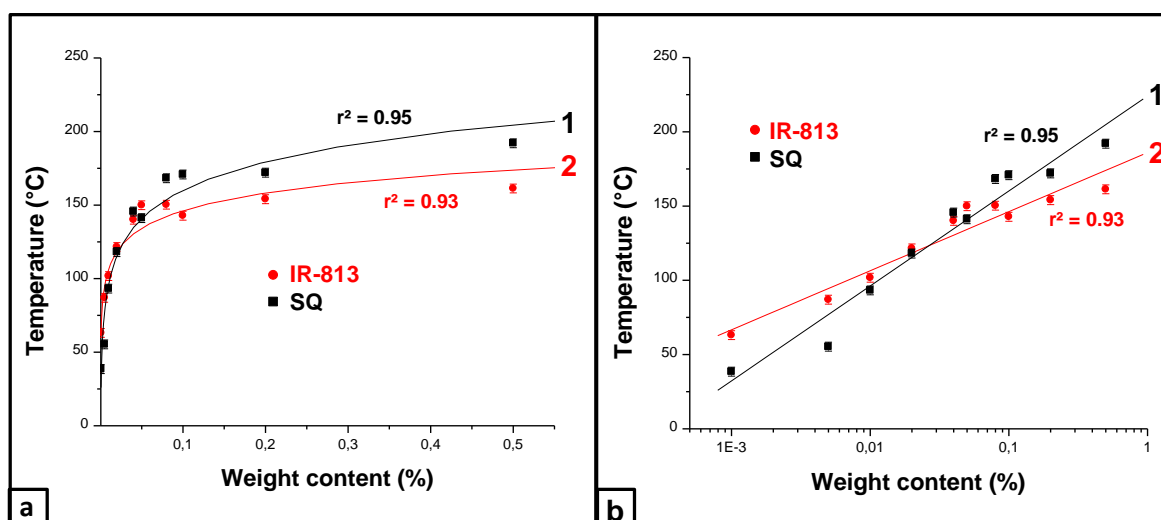 250
200
150
100
50
0
Temperature (°C)
r² = 0.95
1
2
r² = 0.93
IR-813
SQ
0,1
0,2
0,3
0,4
0,5
Weight content (%)
a
250
200
150
100
50
0
Temperature (°C)
IR-813
SQ
r² = 0.95
1
2
r² = 0.93
1E-3
0,01
0,1
1
Weight content (%)
b